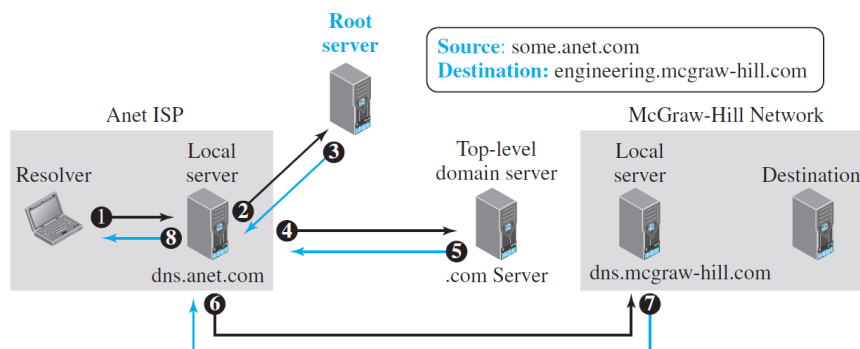 Root
server
Source: some.anet.com
Destination: engineering.mcgraw-hill.com
Anet ISP
McGraw-Hill Network
Resolver
Local
server
Top-level
domain server
Local
server
Destination
1
2
3
4
5
8
dns.anet.com
.com Server
dns.mcgraw-hill.com
6
7